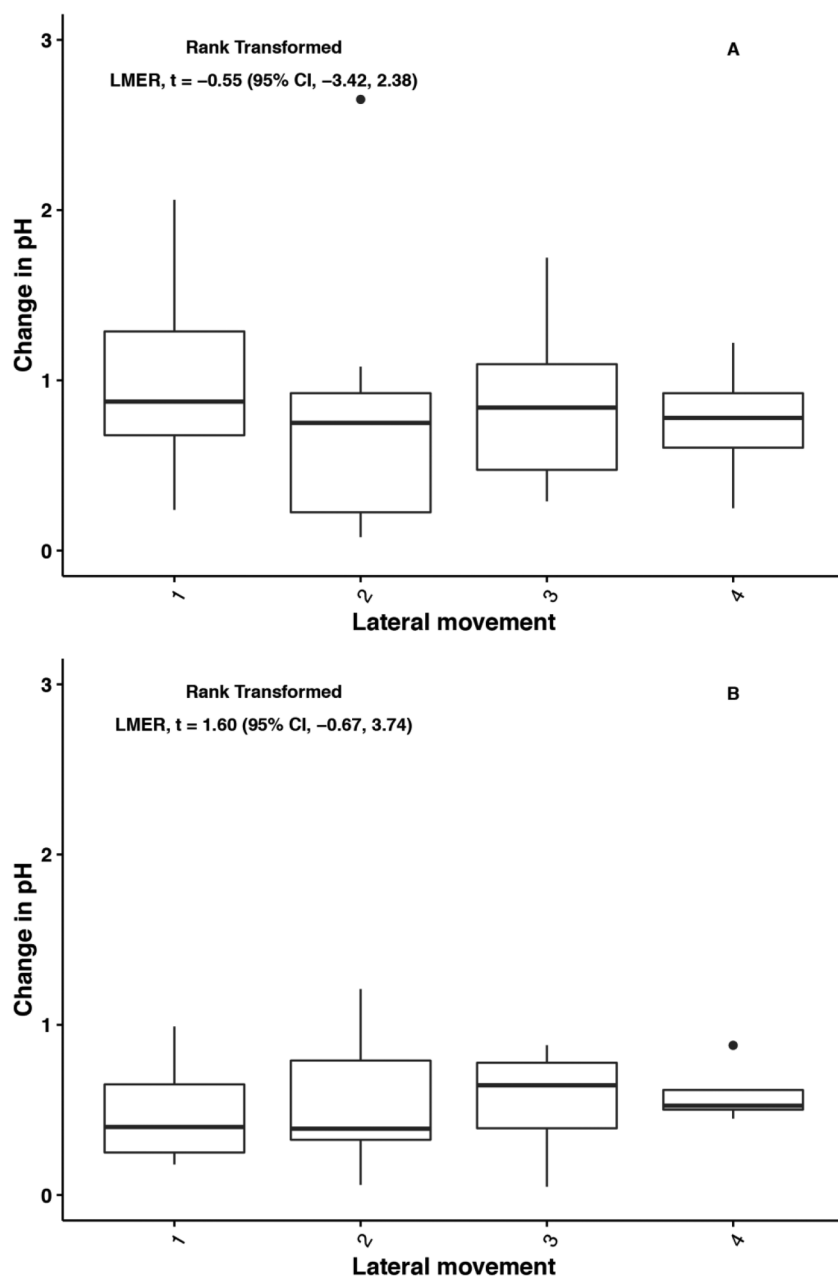 Rank Transformed
A
LMER, t = −0.55 (95% CI, −3.42, 2.38)
3
2
1
0
Change in pH
1
2
3
4
Lateral movement
Rank Transformed
B
LMER, t = 1.60 (95% CI, −0.67, 3.74)
3
2
1
0
Change in pH
1
2
3
4
Lateral movement